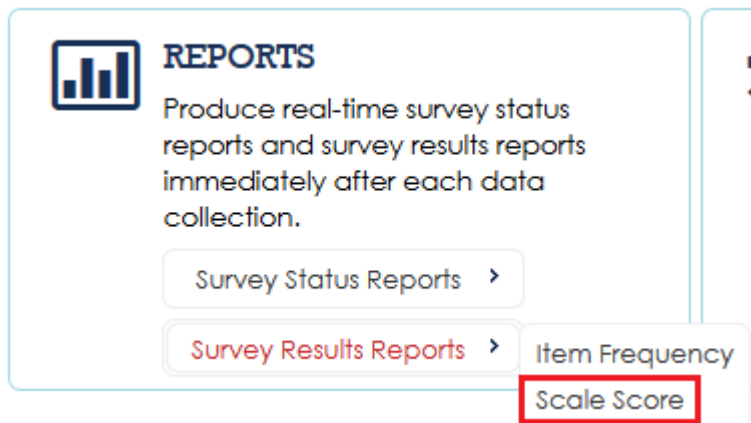 REPORTS
Produce real-time survey status
reports and survey results reports
immediately after each data
collection.
Survey Status Reports >
Survey Results Reports >
Item Frequency
Scale Score